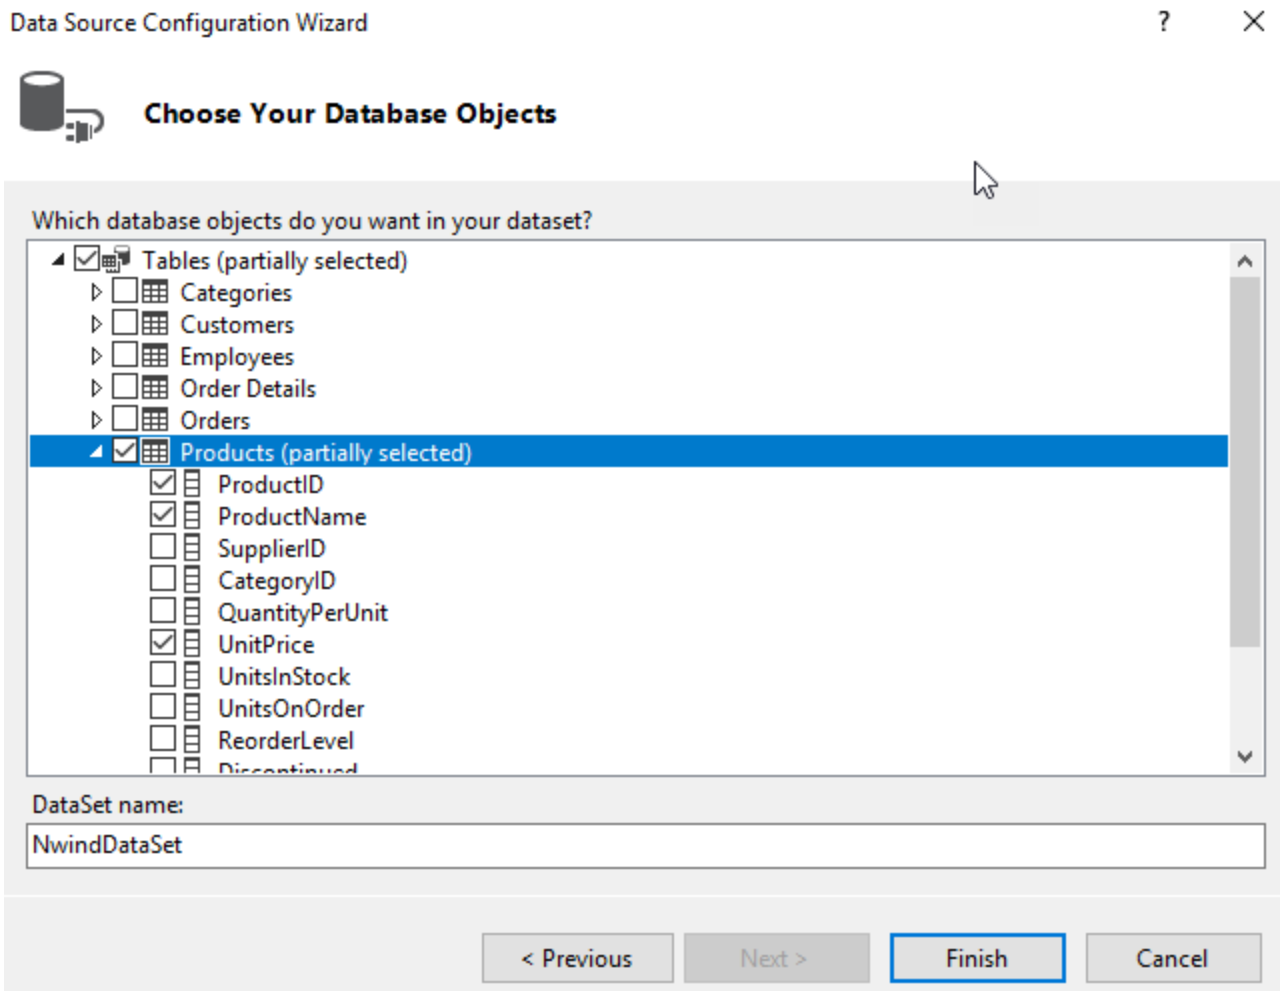 Data Source Configuration Wizard
?
Choose Your Database Objects
Which database objects do you want in your dataset?
Tables (partially selected)
Categories
Customers
Employees
Order Details
Orders
Products (partially selected)
ProductID
ProductName
SupplierID
CategoryID
QuantityPerUnit
UnitPrice
UnitsInStock
UnitsOnOrder
ReorderLevel
Discontinued
DataSet name:
NwindDataSet
< Previous
Next >
Finish
Cancel